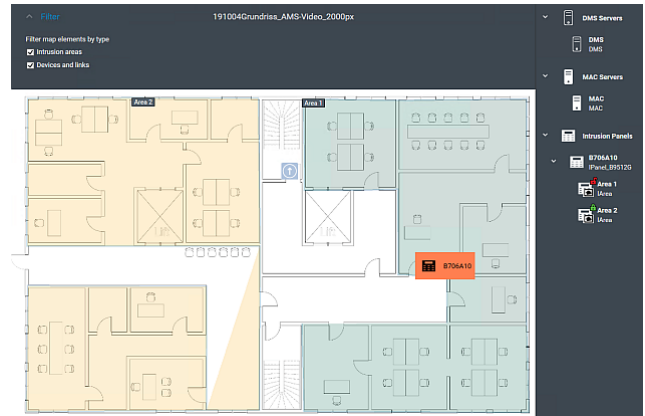 Filter
191004Grundriss_AMS-Video_2000px
Filter map elements by type
Intrusion areas
Devices and links
Area 2
Area 1
B706A10
DMS Servers
DMS
DMS
MAC Servers
MAC
MAC
Intrusion Panels
B706A10
IPanel_B9512G
Area 1
IArea
Area 2
IArea